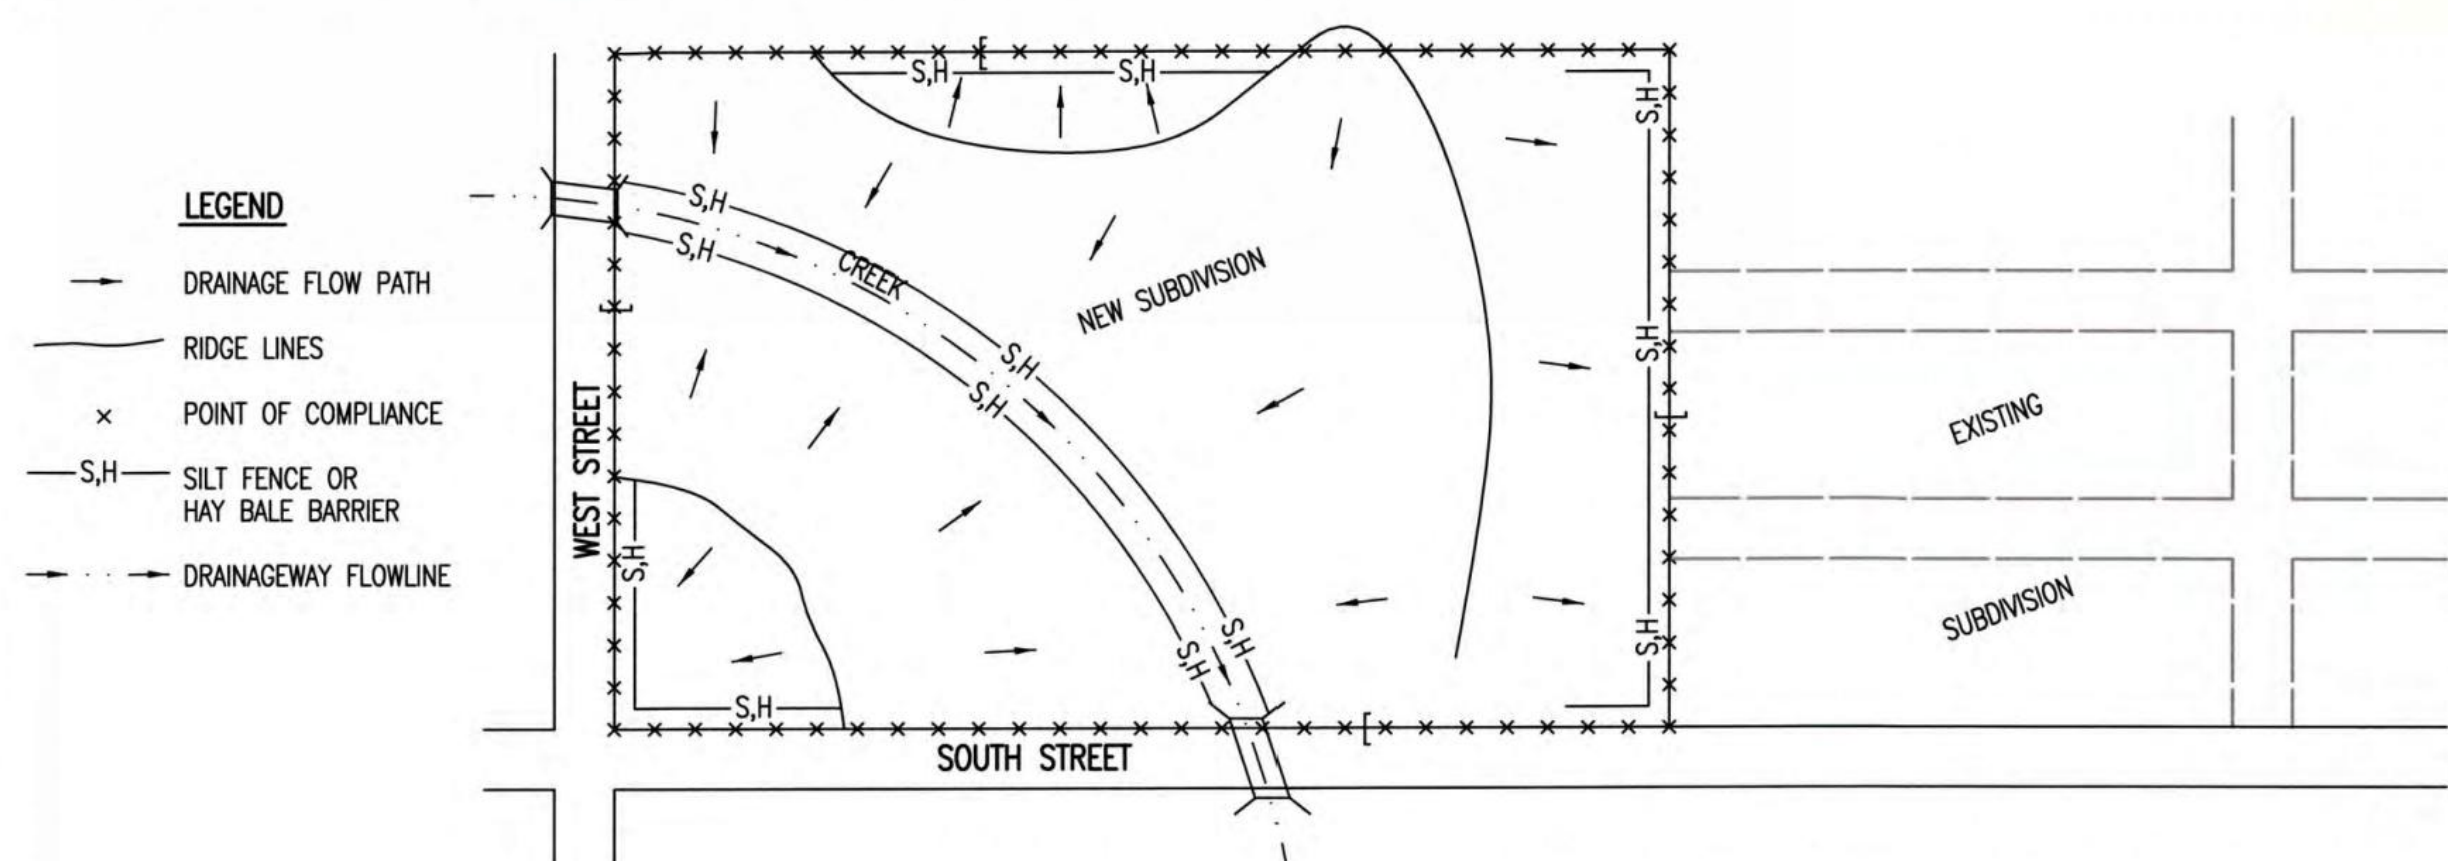 LEGEND
DRAINAGE FLOW PATH
RIDGE LINES
POINT OF COMPLIANCE
S,H
SILT FENCE OR
HAY BALE BARRIER
DRAINAGEWAY FLOWLINE
S,H
S,H
S,H
S,H
S,H
CREEK
NEW SUBDIVISION
S,H
S,H
S,H
WEST STREET
S,H
EXISTING
SUBDIVISION
S,H
S,H
S,H
S,H
SOUTH STREET